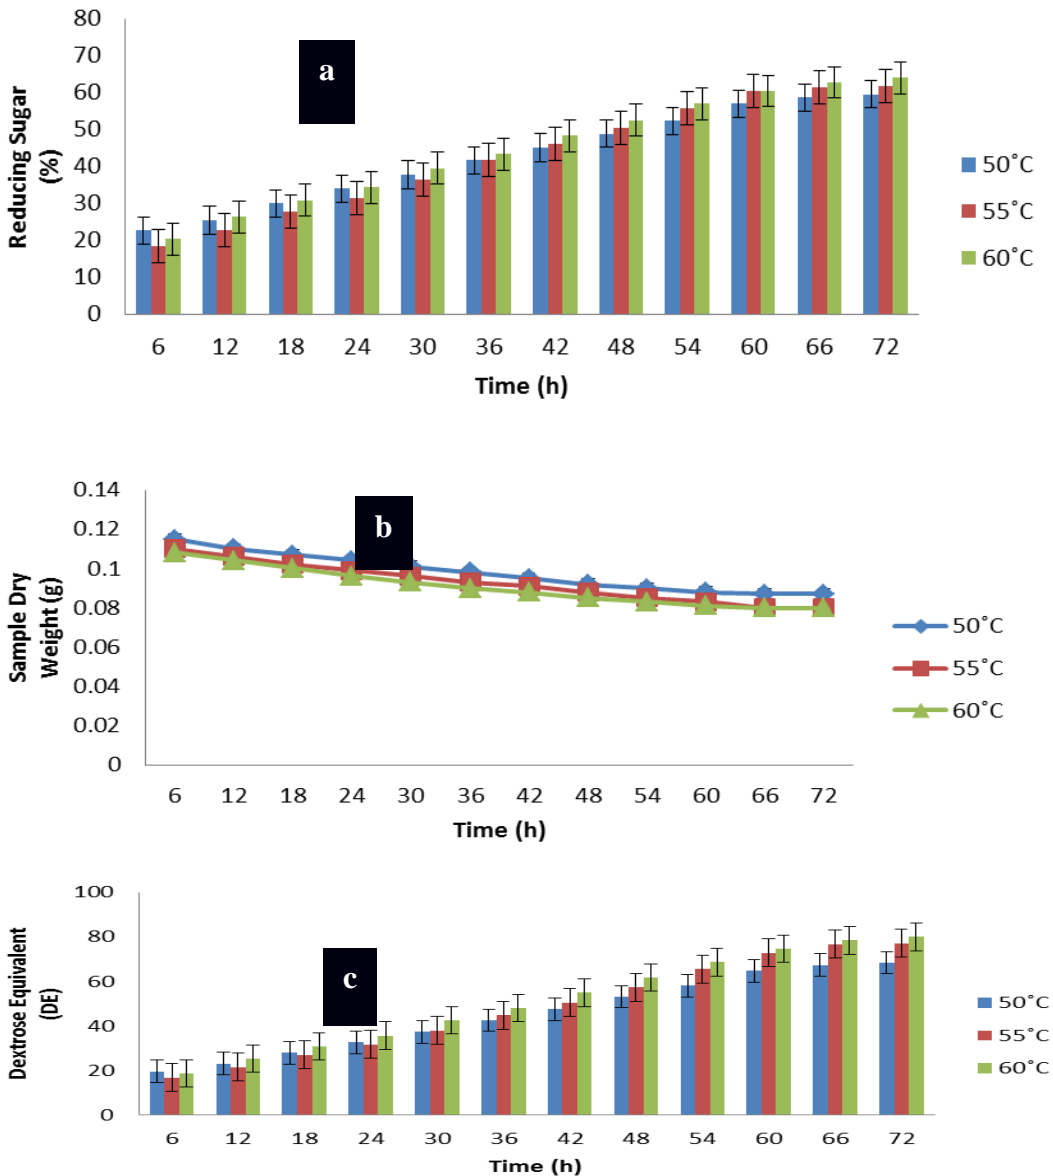 80
70
60
50
40
30
20
10
0
Reducing Sugar
(%)
a
50˚C
55˚C
60˚C
6 12 18 24 30 36 42 48 54 60 66 72
Time (h)
0.14
0.12
0.1
0.08
0.06
0.04
0.02
0
Sample Dry
Weight (g)
b
50˚C
55˚C
60˚C
6 12 18 24 30 36 42 48 54 60 66 72
Time (h)
100
80
60
40
20
0
Dextrose Equivalent
(DE)
c
50˚C
55˚C
60˚C
6 12 18 24 30 36 42 48 54 60 66 72
Time (h)